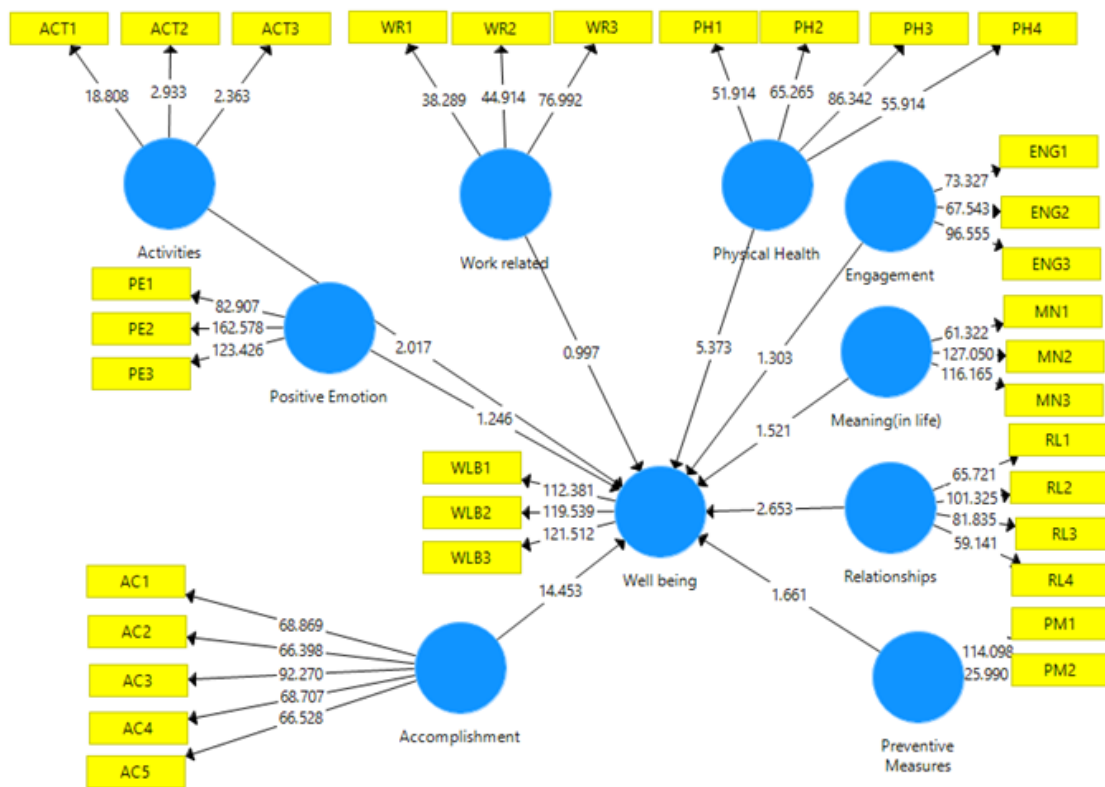 ACT1
ACT2
ACT3
WR1
WR2
WR3
PH1
PH2
PH3
PH4
18.808
2.933
2.363
38.289
44.914
76.992
51.914
65.265
86.342
55.914
Activities
Work related
Physical Health
ENG1
ENG2
ENG3
73.327
67.543
96.555
Engagement
PE1
PE2
PE3
82.907
162.578
123.426
Positive Emotion
2.017
1.246
0.997
5.373
1.303
1.521
MN1
MN2
MN3
61.322
127.050
116.165
Meaning(in life)
WLB1
WLB2
WLB3
112.381
119.539
121.512
Well being
2.653
RL1
RL2
RL3
RL4
65.721
101.325
81.835
59.141
Relationships
14.453
1.661
AC1
AC2
AC3
AC4
AC5
68.869
66.398
92.270
68.707
66.528
Accomplishment
PM1
PM2
114.098
25.990
Preventive
Measures